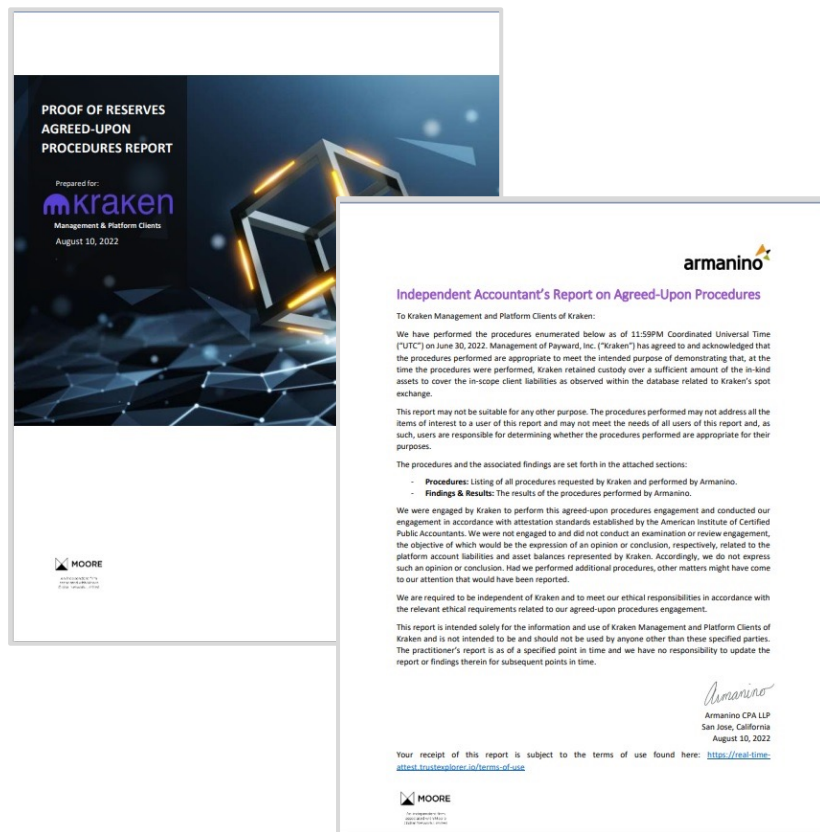 PROOF OF RESERVES
AGREED-UPON
PROCEDURES REPORT
Prepared for:
kraken
Management & Platform Clients
August 10, 2022
MOORE
armanino
Independent Accountant's Report on Agreed-Upon Procedures
To Kraken Management and Platform Clients of Kraken:
We have performed the procedures enumerated below as of 11:59PM Coordinated Universal Time
("UTC") on June 30, 2022. Management of Payward, Inc. ("Kraken") has agreed to and acknowledged that
the procedures performed are appropriate to meet the intended purpose of demonstrating that, at the
time the procedures were performed, Kraken retained custody over a sufficient amount of the in-kind
assets to cover the in-scope client liabilities as observed within the database related to Kraken's spot
exchange.
This report may not be suitable for any other purpose. The procedures performed may not address all the
items of interest to a user of this report and may not meet the needs of all users of this report and, as
such, users are responsible for determining whether the procedures performed are appropriate for their
purposes.
The procedures and the associated findings are set forth in the attached sections:
- Procedures: Listing of all procedures requested by Kraken and performed by Armanino.
- Findings & Results: The results of the procedures performed by Armanino.
We were engaged by Kraken to perform this agreed-upon procedures engagement and conducted our
engagement in accordance with attestation standards established by the American Institute of Certified
Public Accountants. We were not engaged to and did not conduct an examination or review engagement,
the objective of which would be the expression of an opinion or conclusion, respectively, related to the
platform account liabilities and asset balances represented by Kraken. Accordingly, we do not express
such an opinion or conclusion. Had we performed additional procedures, other matters might have come
to our attention that would have been reported.
We are required to be independent of Kraken and to meet our ethical responsibilities in accordance with
the relevant ethical requirements related to our agreed-upon procedures engagement.
This report is intended solely for the information and use of Kraken Management and Platform Clients of
Kraken and is not intended to be and should not be used by anyone other than these specified parties.
The practitioner's report is as of a specified point in time and we have no responsibility to update the
report or findings therein for subsequent points in time.
Armanino
Armanino CPA LLP
San Jose, California
August 10, 2022
Your receipt of this report is subject to the terms of use found here: https://real-time-
attest.trustexplorer.io/terms-of-use
MOORE